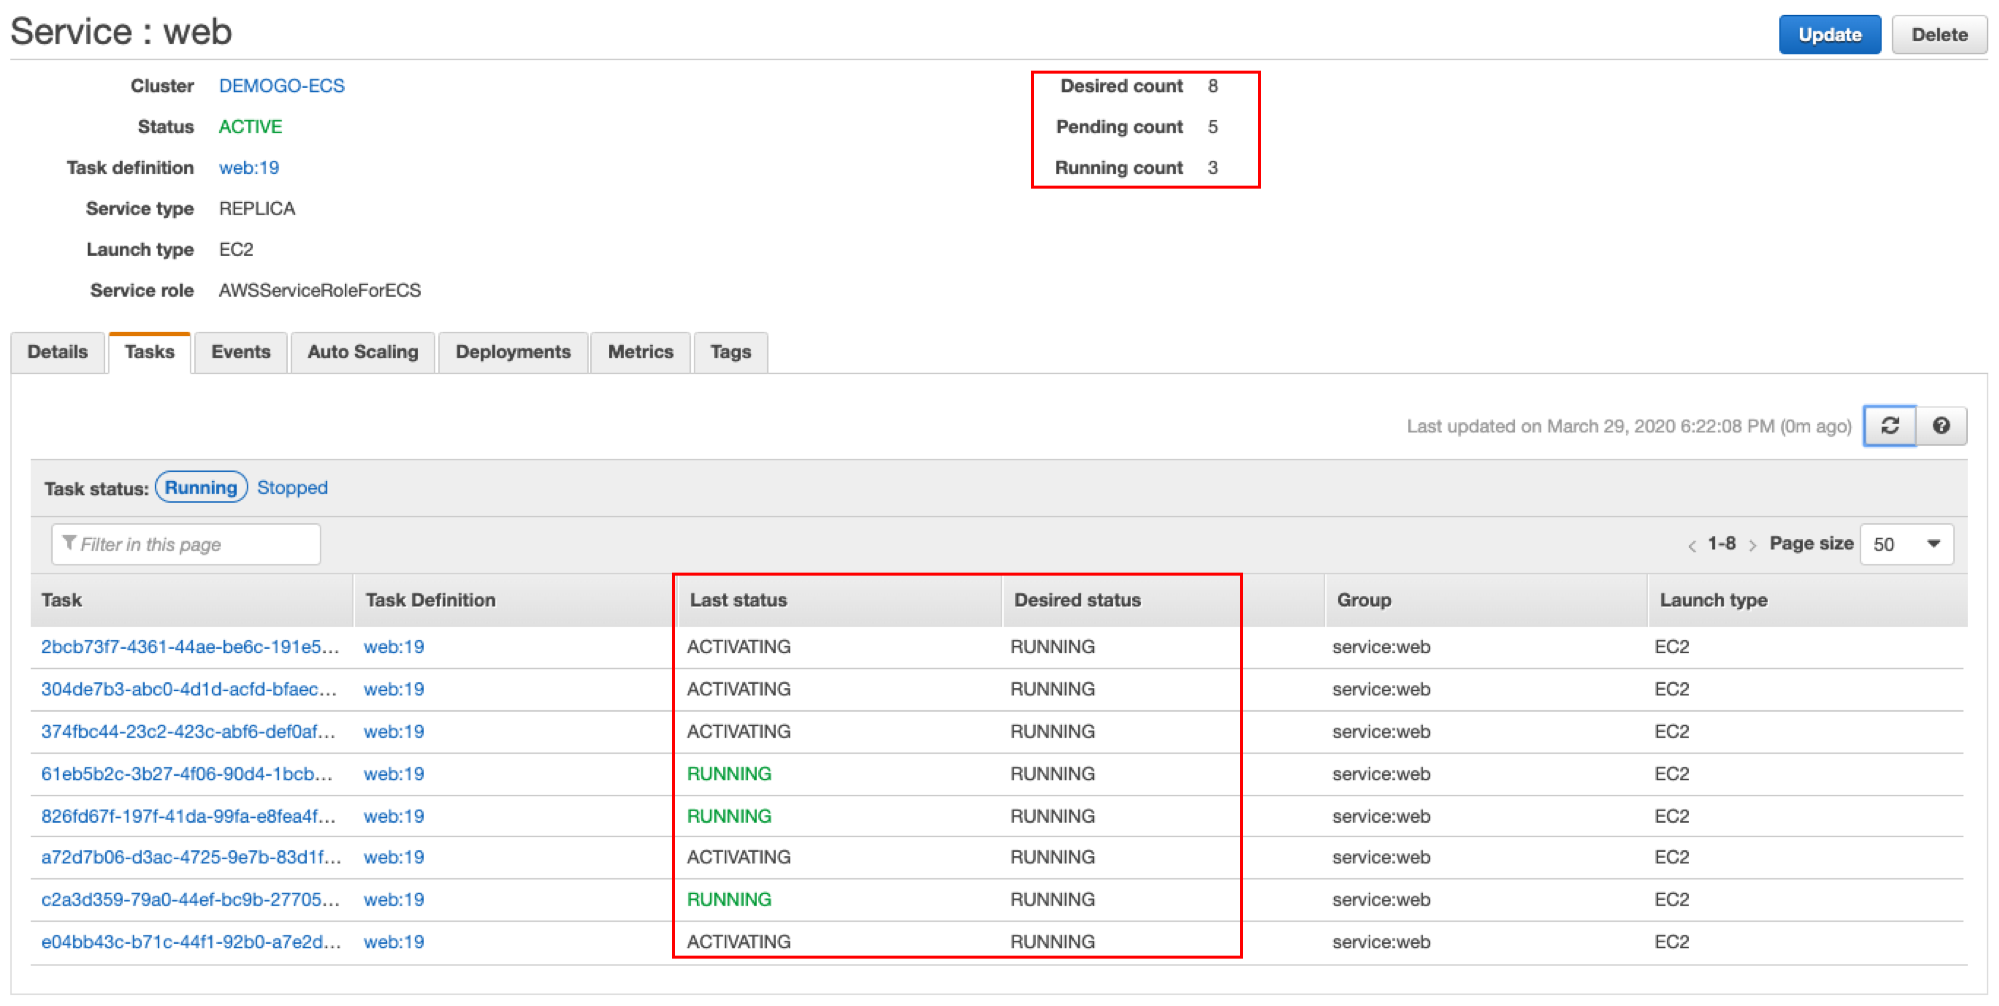 Service : web
Update Delete
Cluster DEMOGO-ECS Desired count 8
Status ACTIVE Pending count 5
Task definition web:19 Running count 3
Service type REPLICA
Launch type EC2
Service role AWSServiceRoleForECS
Details Tasks Events Auto Scaling Deployments Metrics Tags
Last updated on March 29, 2020 6:22:08 PM (0m ago)
Task status: Running Stopped
Filter in this page
1-8 Page size 50
Task Task Definition Last status Desired status Group Launch type
2bcb73f7-4361-44ae-be6c-191e5... web:19 ACTIVATING RUNNING service:web EC2
304de7b3-abc0-4d1d-acfd-bfaec... web:19 ACTIVATING RUNNING service:web EC2
374fbc44-23c2-423c-abf6-def0af... web:19 ACTIVATING RUNNING service:web EC2
61eb5b2c-3b27-4f06-90d4-1bcb... web:19 RUNNING RUNNING service:web EC2
826fd67f-197f-41da-99fa-e8fea4f... web:19 RUNNING RUNNING service:web EC2
a72d7b06-d3ac-4725-9e7b-83d1f... web:19 ACTIVATING RUNNING service:web EC2
c2a3d359-79a0-44ef-bc9b-27705... web:19 RUNNING RUNNING service:web EC2
e04bb43c-b71c-44f1-92b0-a7e2d... web:19 ACTIVATING RUNNING service:web EC2